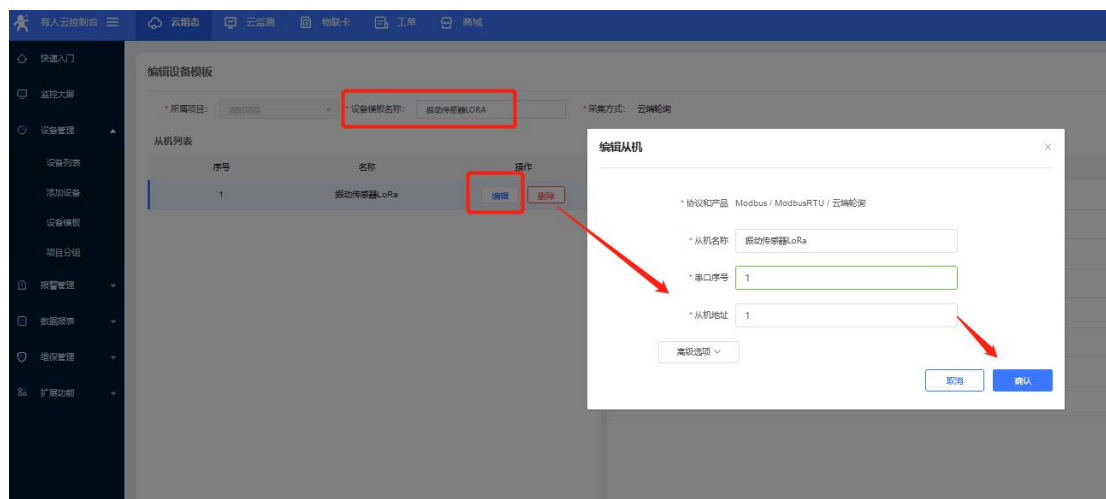 有人云控制台 云组态 云监测 物联卡 工单 商城
快速入门
监控大屏
设备管理
设备列表
添加设备
设备模板
项目分组
报警管理
数据报表
维保管理
扩展功能
编辑设备模板
*所属项目: *设备模板名称: 振动传感器LORA *采集方式: 云端轮询
从机列表
序号 名称 操作
1 振动传感器LoRa 编辑 删除
编辑从机 ×
*协议和产品 Modbus / ModbusRTU / 云端轮询
*从机名称 振动传感器LoRa
*串口序号 1
*从机地址 1
高级选项
取消 确认